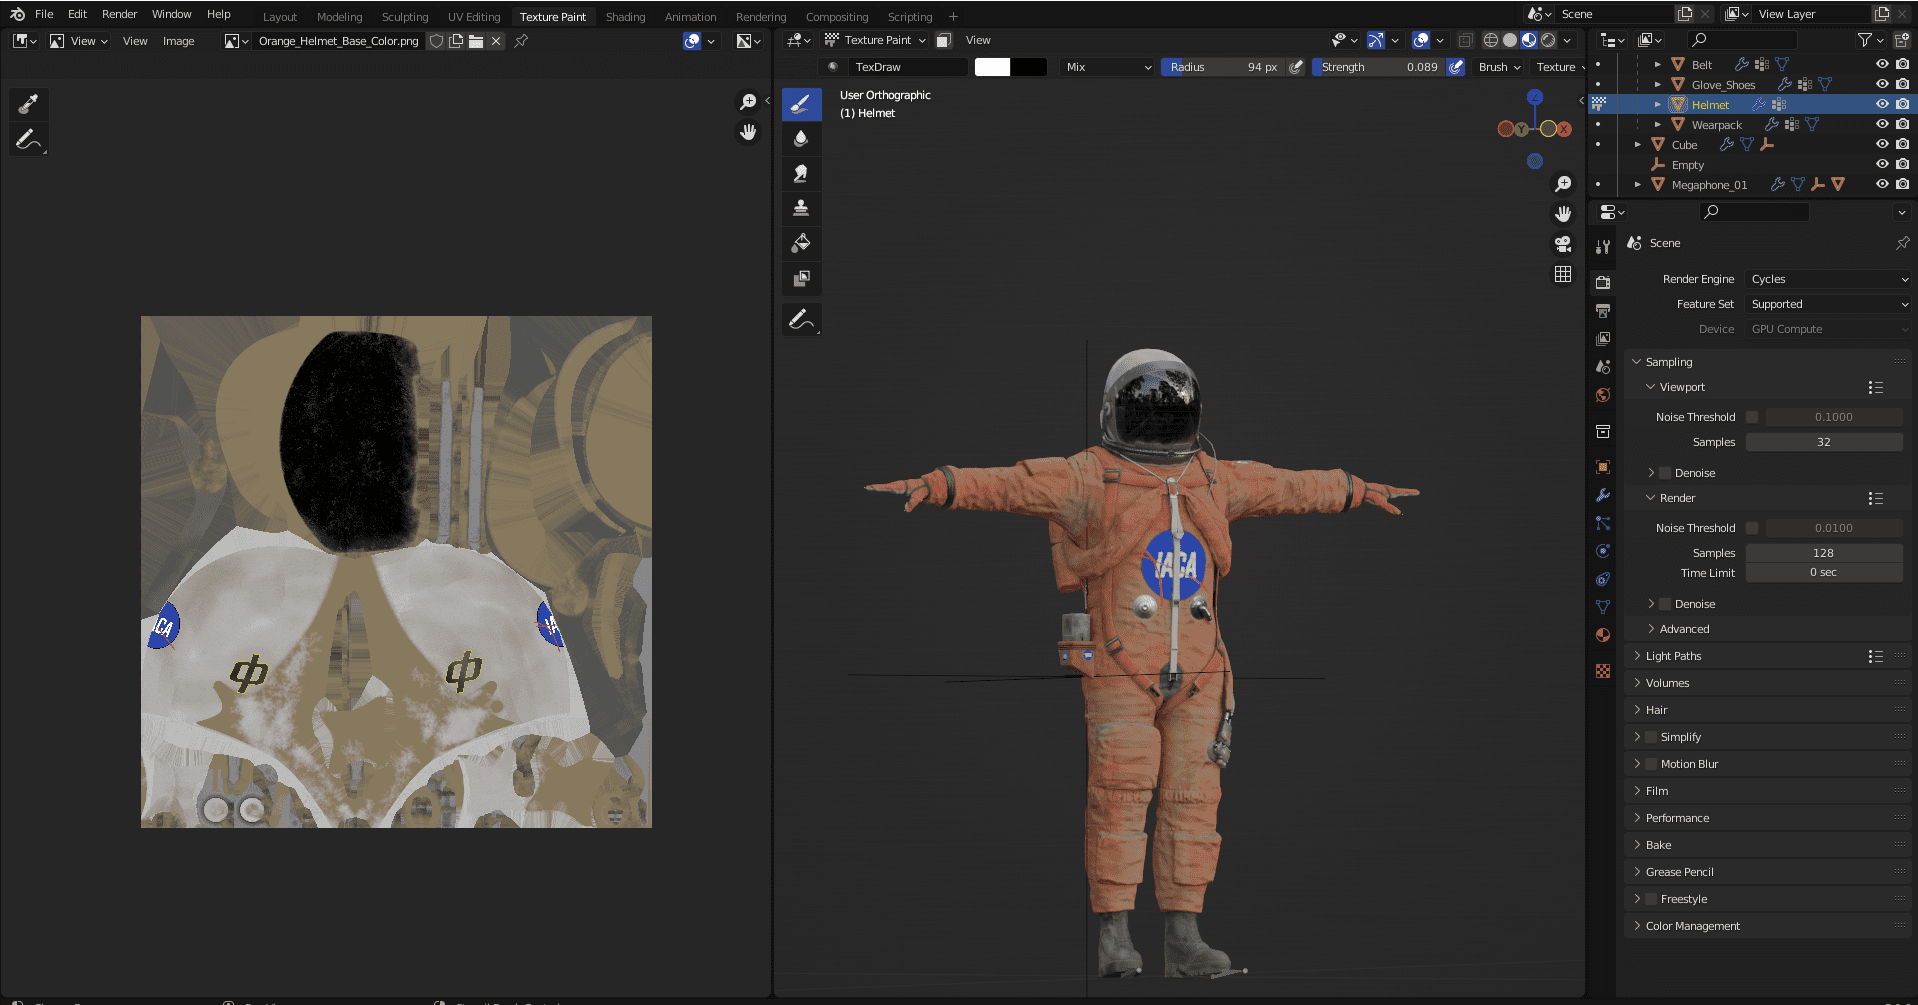 File Edit Render Window Help Layout Modeling Sculpting UV Editing Texture Paint Shading Animation Rendering Compositing Scripting + Scene View Layer
View View Image Orange_Helmet_Base_Color.png Texture Paint View
TexDraw Mix Radius 94 px Strength 0.089 Brush Texture
User Orthographic
(1) Helmet
Z
Y
X
IACA
CA
Belt
Glove_Shoes
Helmet
Wearpack
Cube
Empty
Megaphone_01
Scene
Render Engine Cycles
Feature Set Supported
Device GPU Compute
Sampling
Viewport
Noise Threshold 0.1000
Samples 32
Denoise
Render
Noise Threshold 0.0100
Samples 128
Time Limit 0 sec
Denoise
Advanced
Light Paths
Volumes
Hair
Simplify
Motion Blur
Film
Performance
Bake
Grease Pencil
Freestyle
Color Management